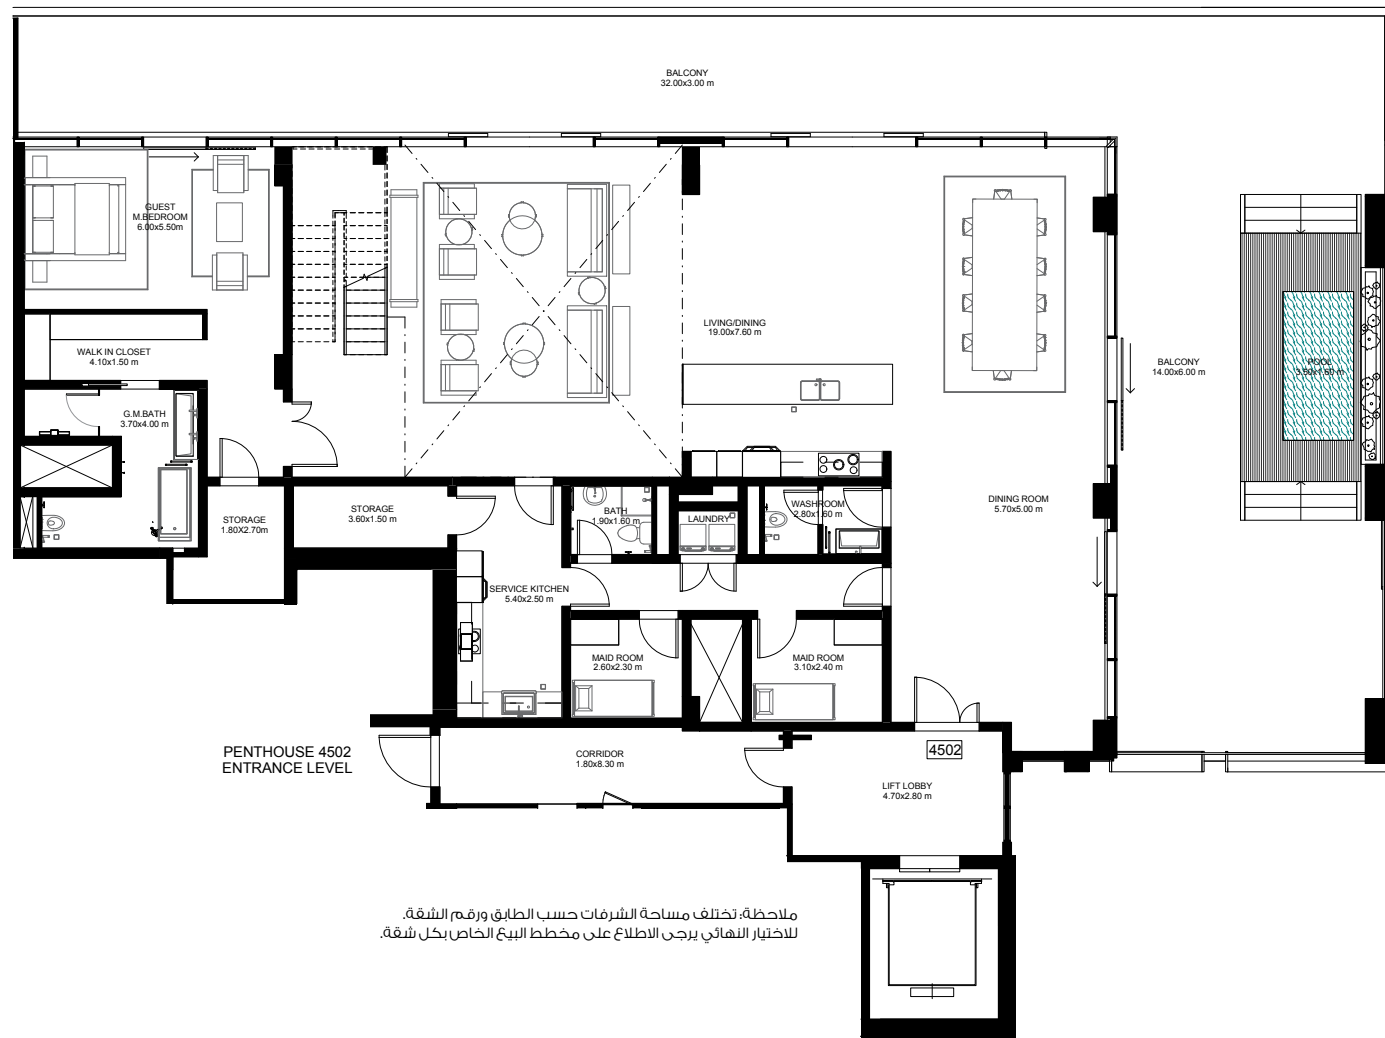 BALCONY
32.00x3.00 m
GUEST
M.BEDROOM
6.00x5.50m
LIVING/DINING
19.00x7.60 m
WALK IN CLOSET
4.10x1.50 m
BALCONY
14.00x6.00 m
POOL
3.50x1.60 m
G.M.BATH
3.70x4.00 m
STORAGE
1.80X2.70m
STORAGE
3.60x1.50 m
BATH
1.90x1.60 m
LAUNDRY
WASHROOM
2.80x1.60 m
DINING ROOM
5.70x5.00 m
SERVICE KITCHEN
5.40x2.50 m
MAID ROOM
2.60x2.30 m
MAID ROOM
3.10x2.40 m
PENTHOUSE 4502
ENTRANCE LEVEL
CORRIDOR
1.80x8.30 m
4502
LIFT LOBBY
4.70x2.80 m
ملاحظة: تختلف مساحة الشرفات حسب الطابق ورقم الشقة.
للاختيار النهائي يرجى الاطلاع على مخطط البيع الخاص بكل شقة.